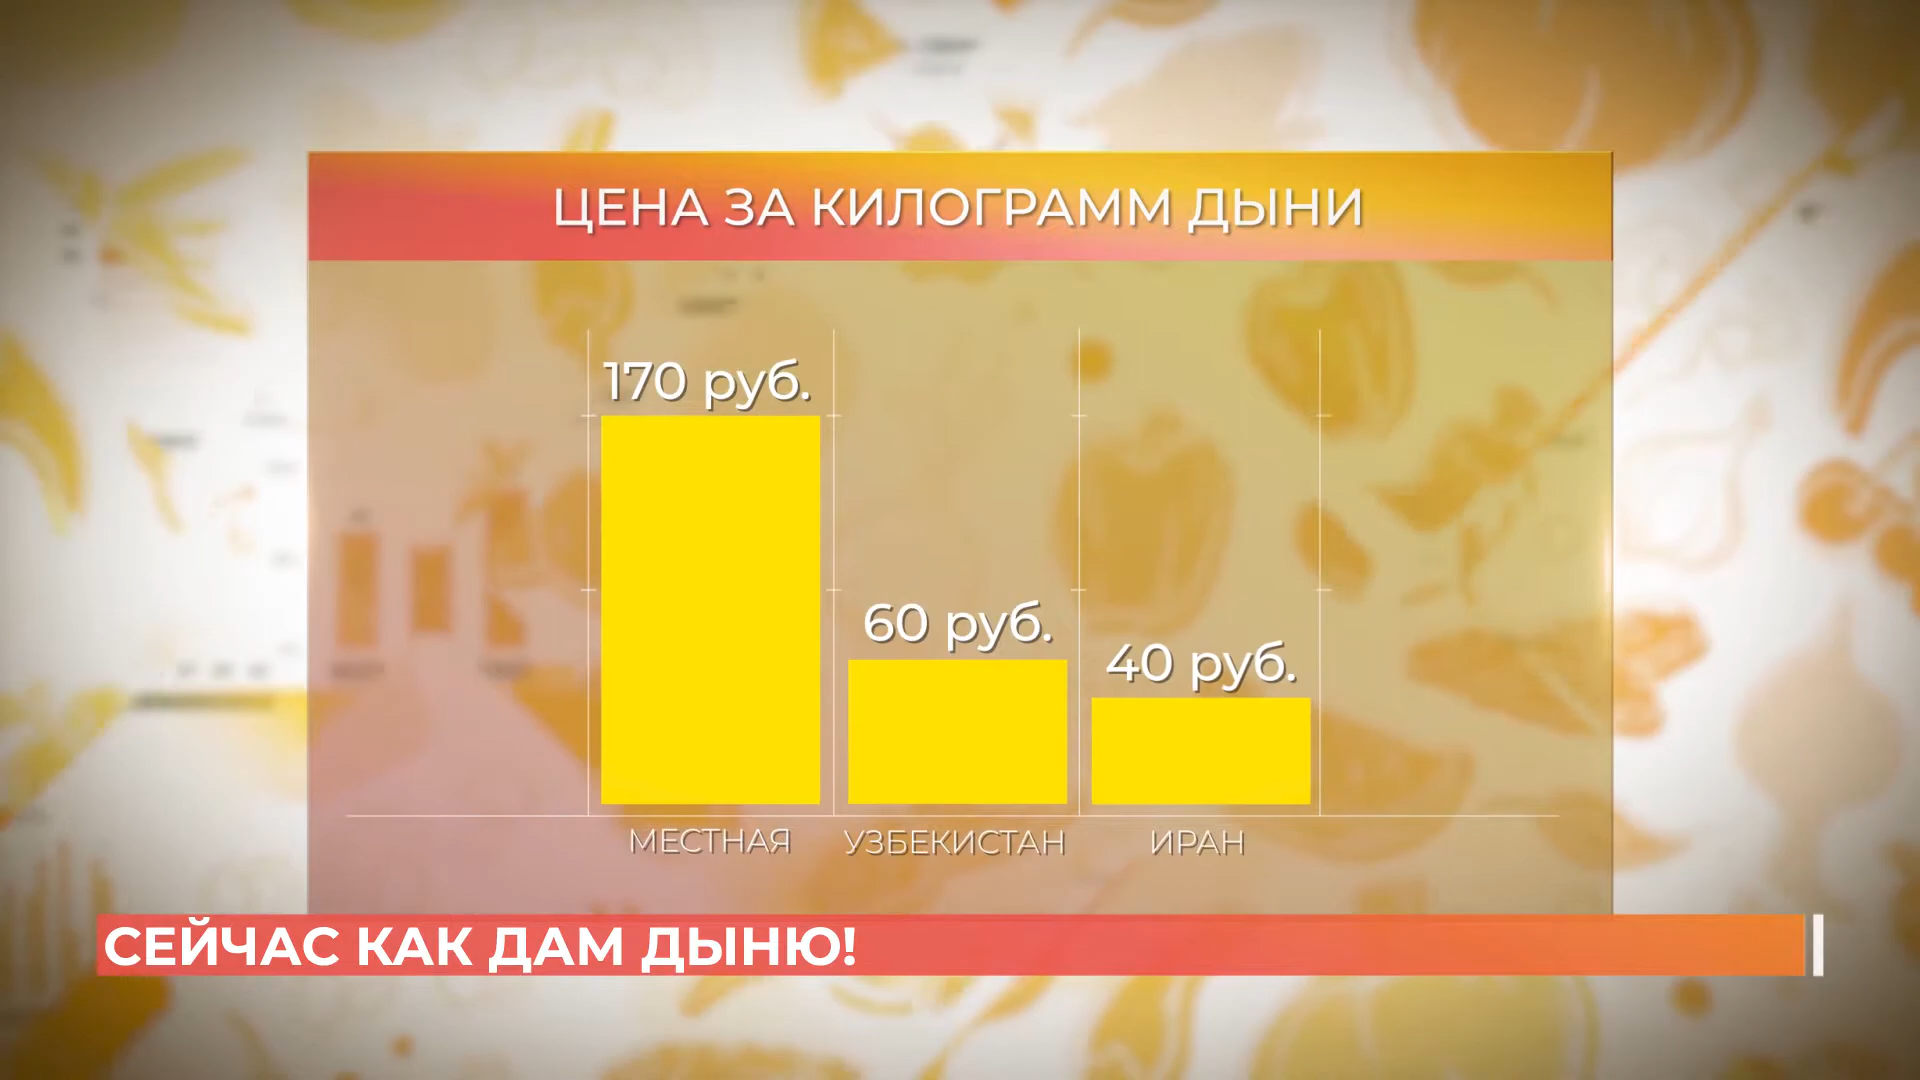 ЦЕНА ЗА КИЛОГРАММ ДЫНИ
170 руб.
60 руб.
40 руб.
МЕСТНАЯ
УЗБЕКИСТАН
ИРАН
СЕЙЧАС КАК ДАМ ДЫНЮ!